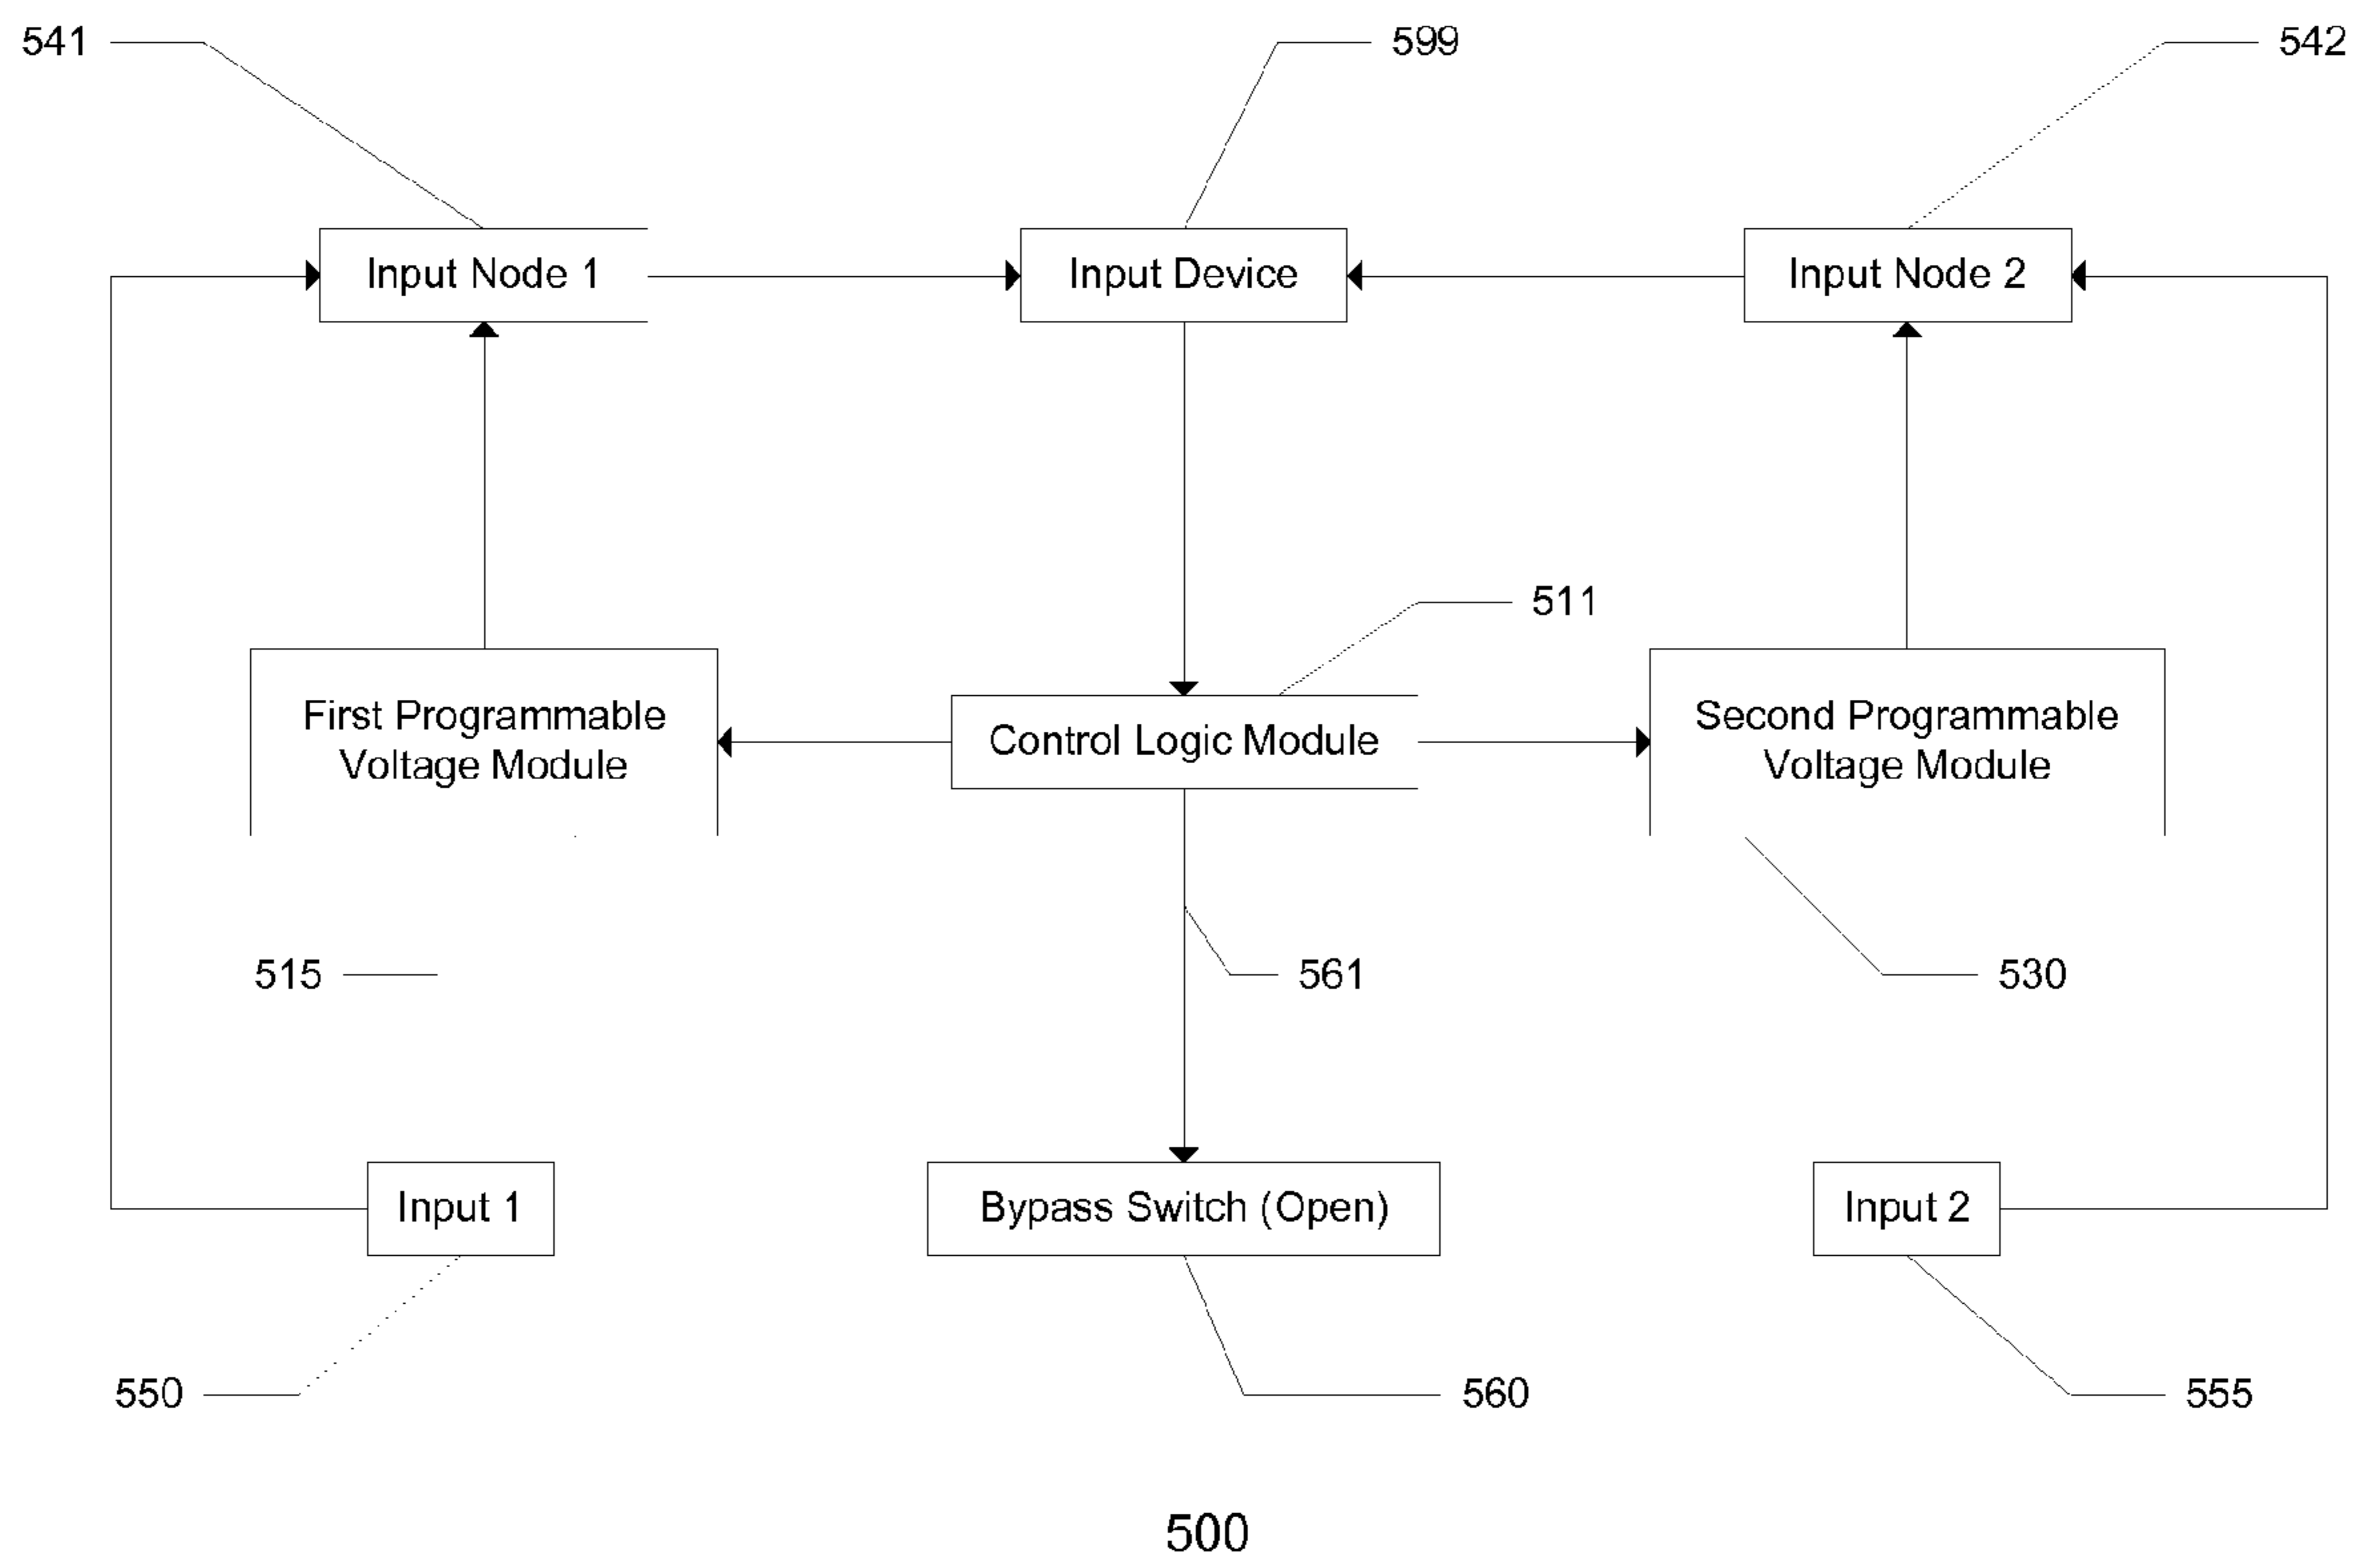 541
599
542
Input Node 1
Input Device
Input Node 2
511
First Programmable
Voltage Module
Control Logic Module
Second Programmable
Voltage Module
515
561
530
Input 1
Bypass Switch (Open)
Input 2
550
560
555
500